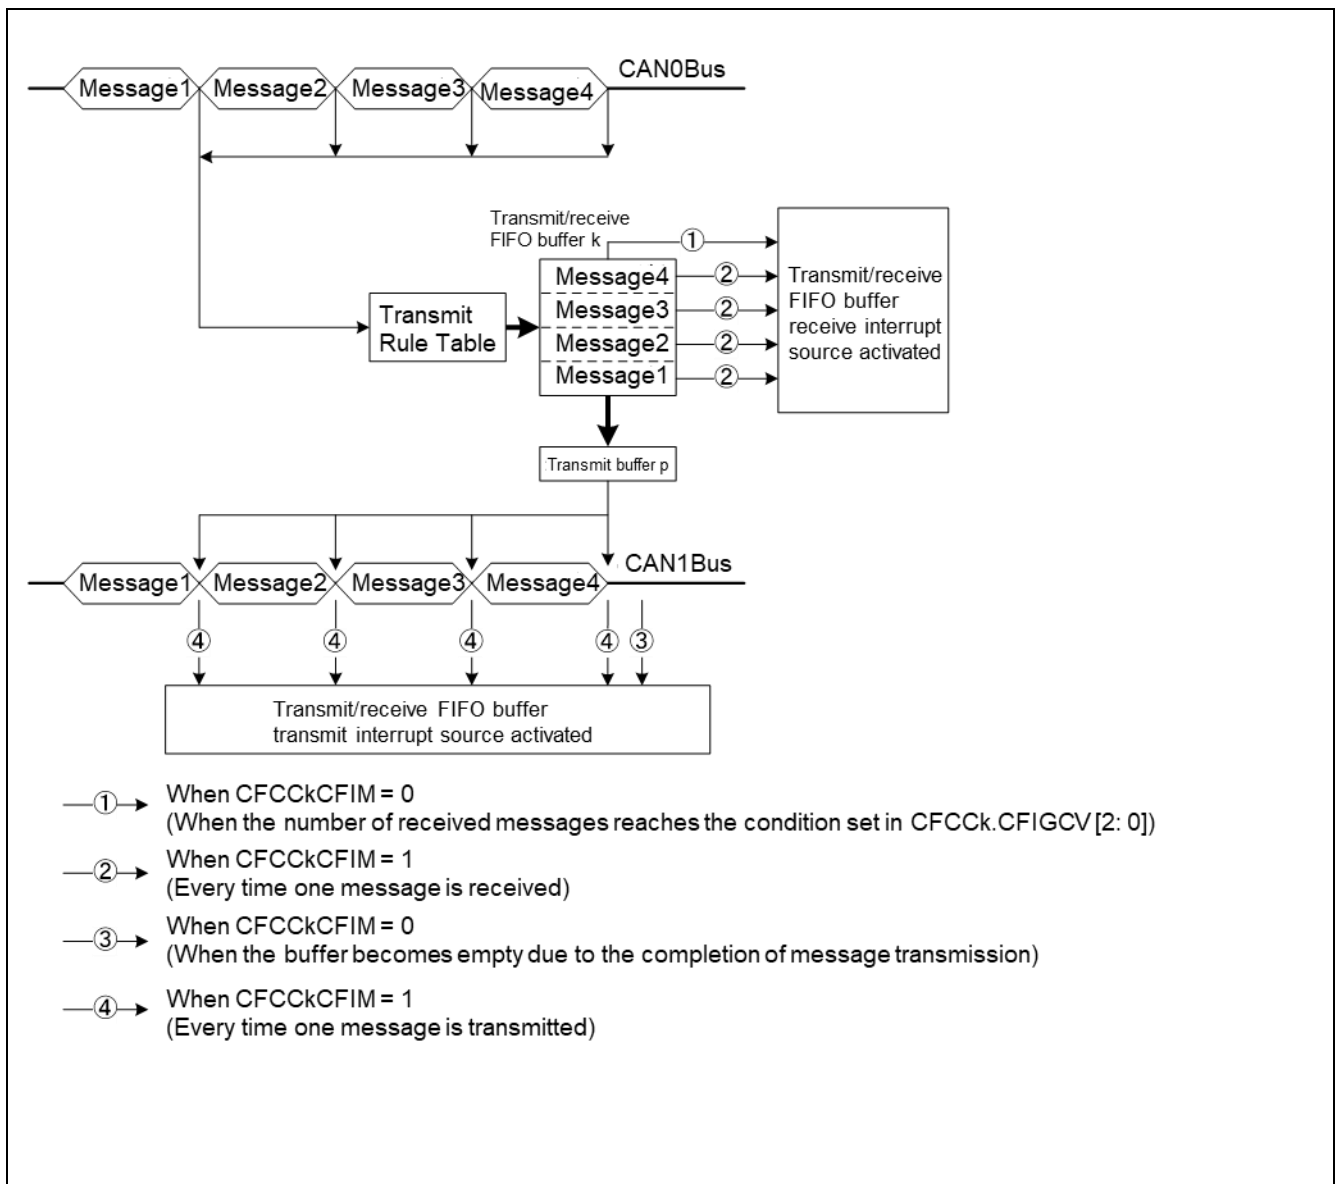 CAN0Bus
Message1
Message2
Message3
Message4
Transmit/receive
FIFO buffer k
①
Message4
②
Message3
②
Message2
②
Message1
②
Transmit
Rule Table
Transmit/receive
FIFO buffer
receive interrupt
source activated
Transmit buffer p
CAN1Bus
Message1
Message2
Message3
Message4
④
④
④
④
③
Transmit/receive FIFO buffer
transmit interrupt source activated
① When CFCCkCFIM = 0
(When the number of received messages reaches the condition set in CFCCk.CFIGCV [2: 0])
② When CFCCkCFIM = 1
(Every time one message is received)
③ When CFCCkCFIM = 0
(When the buffer becomes empty due to the completion of message transmission)
④ When CFCCkCFIM = 1
(Every time one message is transmitted)